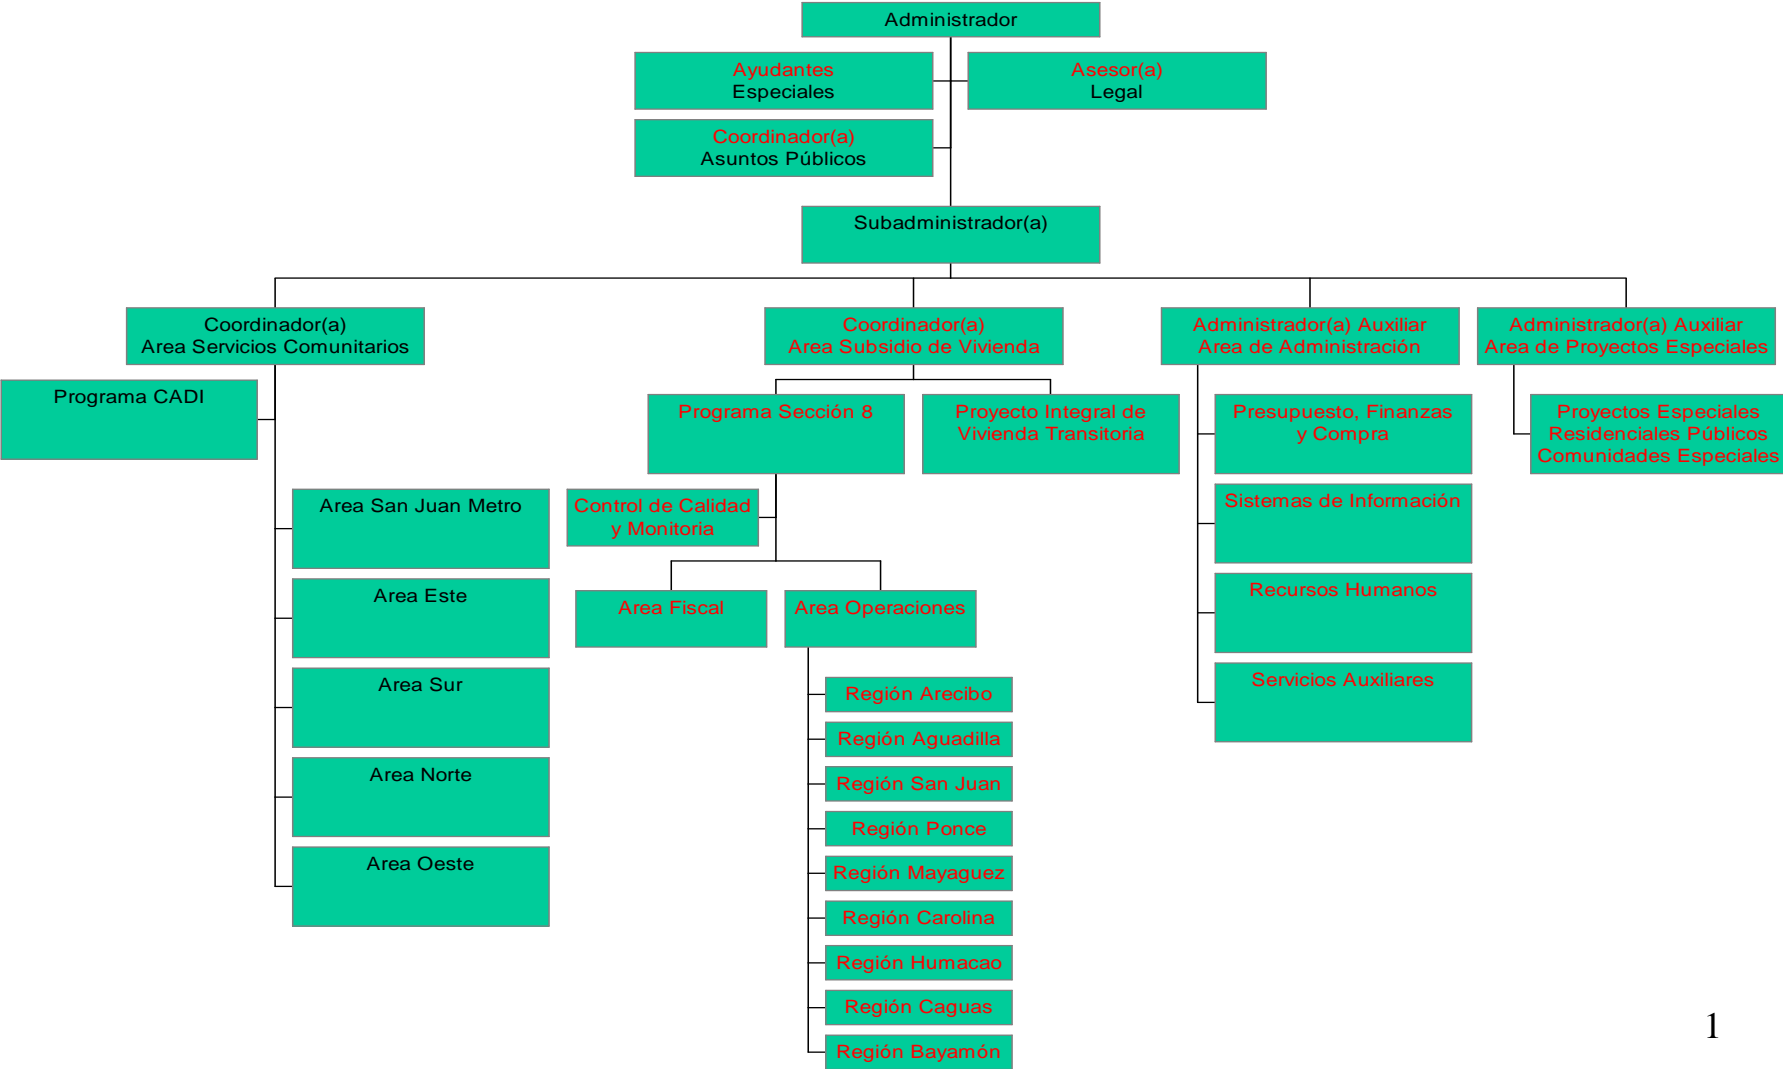 Administrador
Ayudantes
Especiales
Asesor(a)
Legal
Coordinador(a)
Asuntos Públicos
Subadministrador(a)
Coordinador(a)
Area Servicios Comunitarios
Coordinador(a)
Area Subsidio de Vivienda
Administrador(a) Auxiliar
Area de Administración
Administrador(a) Auxiliar
Area de Proyectos Especiales
Programa CADI
Area San Juan Metro
Area Este
Area Sur
Area Norte
Area Oeste
Programa Sección 8
Proyecto Integral de
Vivienda Transitoria
Control de Calidad
y Monitoria
Area Fiscal
Area Operaciones
Región Arecibo
Región Aguadilla
Región San Juan
Región Ponce
Región Mayaguez
Región Carolina
Región Humacao
Región Caguas
Región Bayamón
Presupuesto, Finanzas
y Compra
Sistemas de Información
Recursos Humanos
Servicios Auxiliares
Proyectos Especiales
Residenciales Públicos
Comunidades Especiales
1